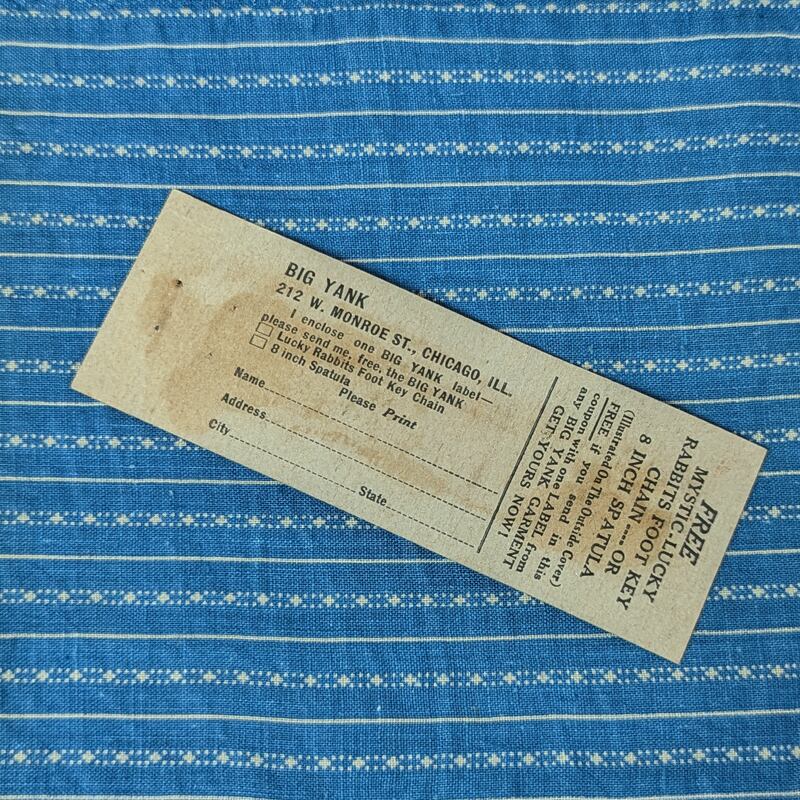 BIG YANK
212 W. MONROE ST., CHICAGO, ILL.
I enclose one BIG YANK label—
please send me, free, the BIG YANK
Lucky Rabbits Foot Key Chain
8 inch Spatula
Please Print
Name
Address
City
State
FREE
MYSTIC.LUCKY
RABBITS FOOT KEY
CHAIN .... OR
8 INCH SPATULA
(Illustrated On The Outside Cover)
FREE, if you send in this
coupon with one LABEL from
any BIG YANK GARMENT
GET YOURS NOW!